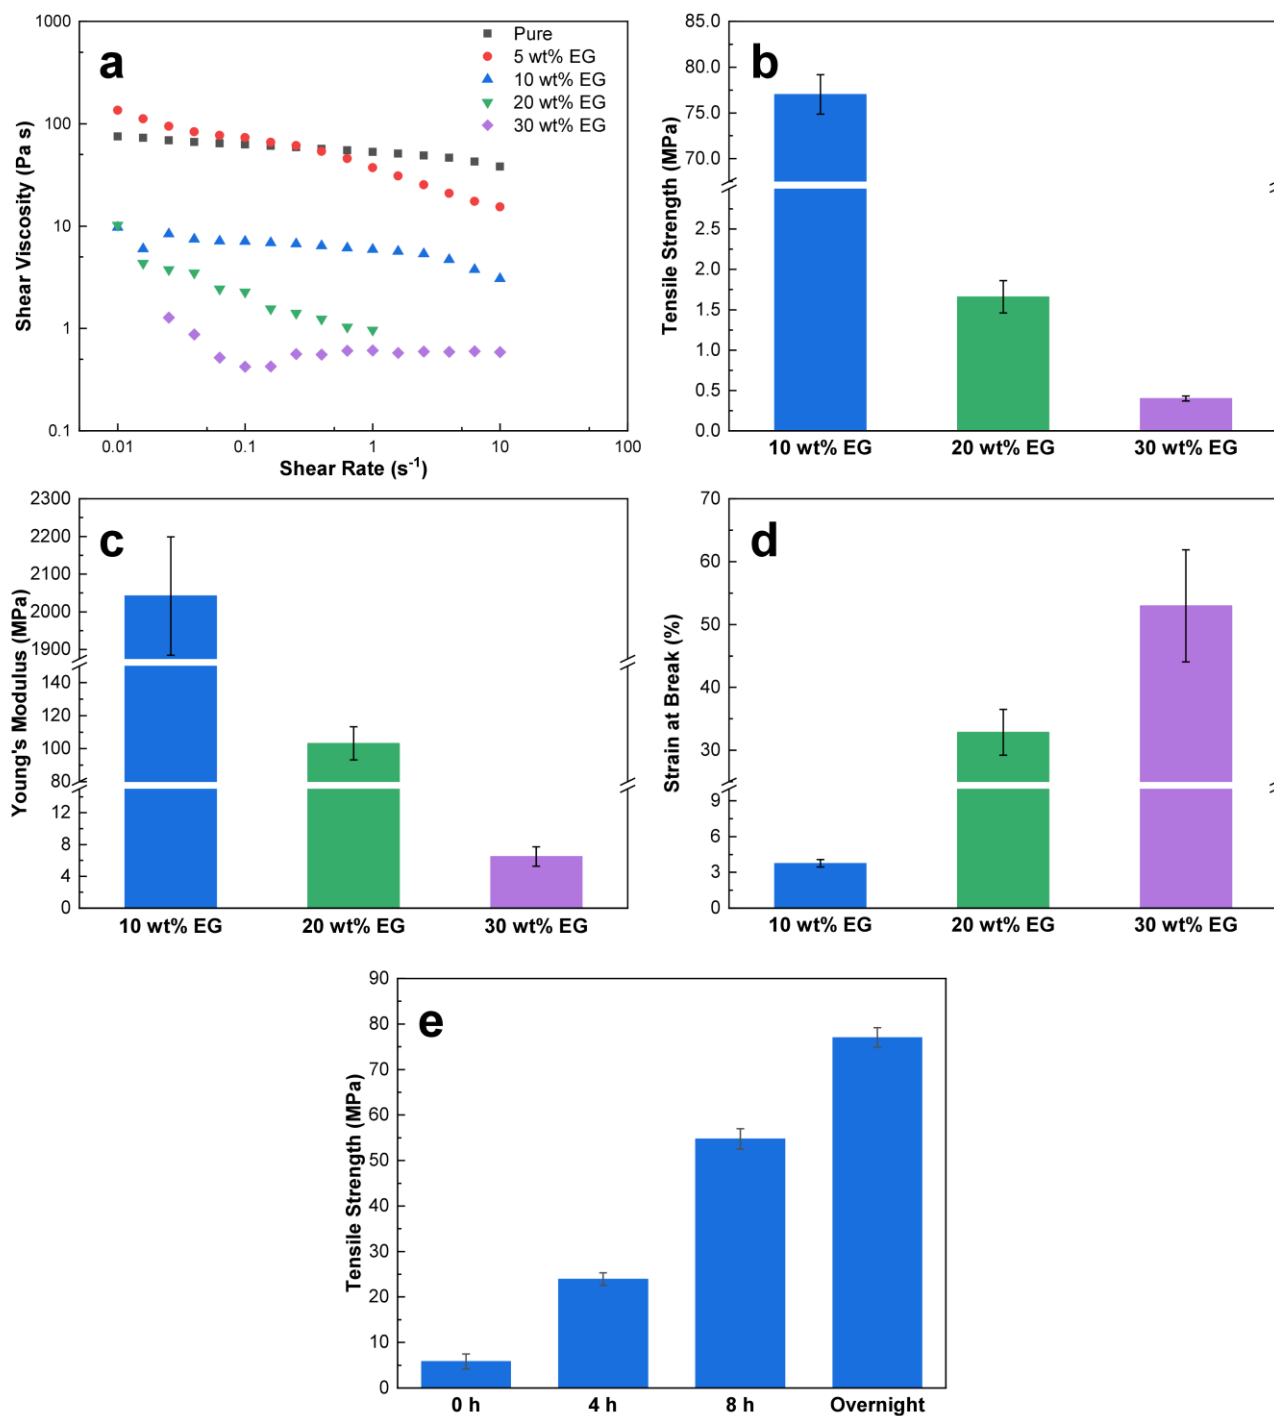 a
Pure
5 wt% EG
10 wt% EG
20 wt% EG
30 wt% EG
1000
100
10
1
0.1
0.01
0.1
1
10
100
Shear Viscosity (Pa s)
Shear Rate (s⁻¹)
b
85.0
80.0
75.0
70.0
2.5
2.0
1.5
1.0
0.5
0.0
Tensile Strength (MPa)
10 wt% EG
20 wt% EG
30 wt% EG
c
2300
2200
2100
2000
1900
140
120
100
80
12
8
4
0
Young's Modulus (MPa)
10 wt% EG
20 wt% EG
30 wt% EG
d
70
60
50
40
30
9
6
3
0
Strain at Break (%)
10 wt% EG
20 wt% EG
30 wt% EG
e
90
80
70
60
50
40
30
20
10
0
Tensile Strength (MPa)
0 h
4 h
8 h
Overnight